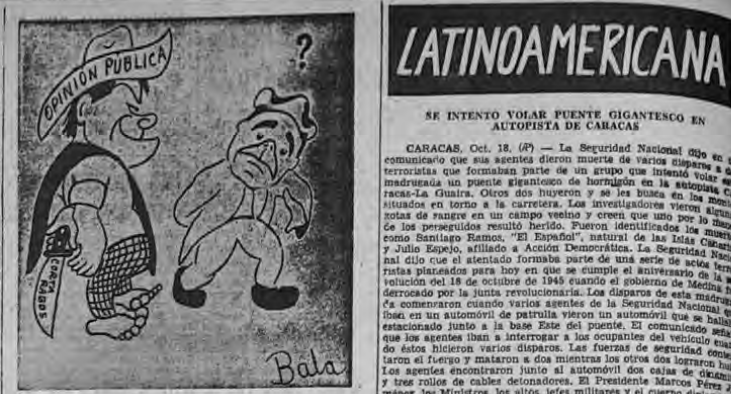 OPINIÓN PUBLICA
?
CORTA
RABOS
Bala
LATINOAMERICANA
SE INTENTO VOLAR PUENTE GIGANTESCO EN
AUTOPISTA DE CARACAS
CARACAS, Oct. 18. (AP) — La Seguridad Nacional dijo en
comunicado que sus agentes dieron muerte de varios disparos a
terroristas que formaban parte de un grupo que intentó volar
madrugada un puente gigantesco de hormigón en la autopista
racas-La Guaira. Otros dos huyeron y se les busca en los
situados en torno a la carretera. Los investigadores vieron
gotas de sangre en un campo vecino y creen que uno por lo
de los perseguidos resultó herido. Fueron identificados los
como Santiago Ramos, "El Español", natural de las Islas
y Julio Espejo, afiliado a Acción Democrática. La Seguridad
nal dijo que el atentado formaba parte de una serie de actos
ristas planeados para hoy en que se cumple el aniversario de la
volución del 18 de octubre de 1945 cuando el gobierno de Medina
derrocado por la junta revolucionaria. Los disparos de esta
comenzaron cuando varios agentes de la Seguridad Nacional
iban en un automóvil de patrulla vieron un automóvil que se
estacionado junto a la base Este del puente. El comunicado
que los agentes iban a interrogar a los ocupantes del vehículo
do éstos hicieron varios disparos. Las fuerzas de seguridad
taron el fuego y mataron a dos mientras los otros dos lograron
Los agentes encontraron junto al automóvil dos cajas de
y tres rollos de cables detonadores. El Presidente Marcos Pérez
los Ministros, los altos jefes militares y el cuerpo